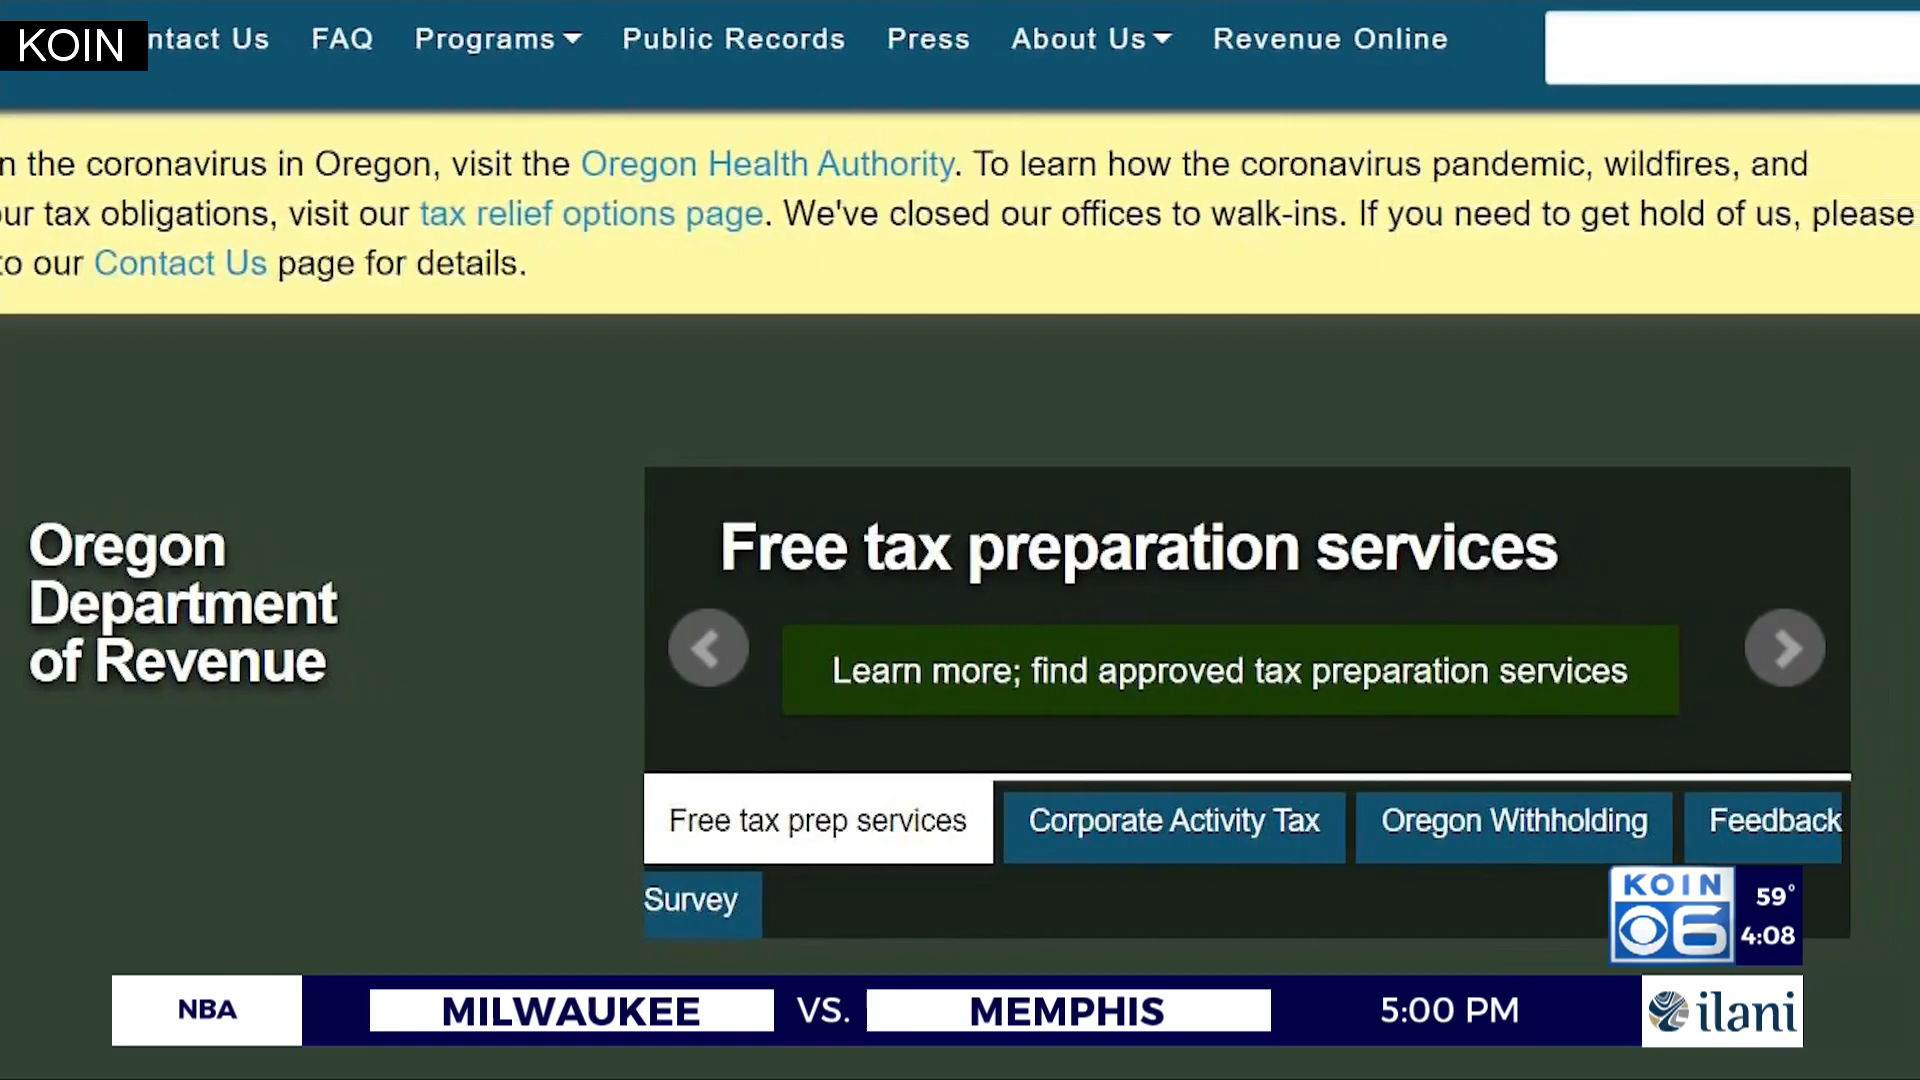 KOIN
ntact Us FAQ Programs Public Records Press About Us Revenue Online
n the coronavirus in Oregon, visit the Oregon Health Authority. To learn how the coronavirus pandemic, wildfires, and
our tax obligations, visit our tax relief options page. We've closed our offices to walk-ins. If you need to get hold of us, please
to our Contact Us page for details.
Oregon
Department
of Revenue
Free tax preparation services
Learn more; find approved tax preparation services
Free tax prep services Corporate Activity Tax Oregon Withholding Feedback
Survey
KOIN
6
59°
4:08
NBA MILWAUKEE VS. MEMPHIS 5:00 PM ilani